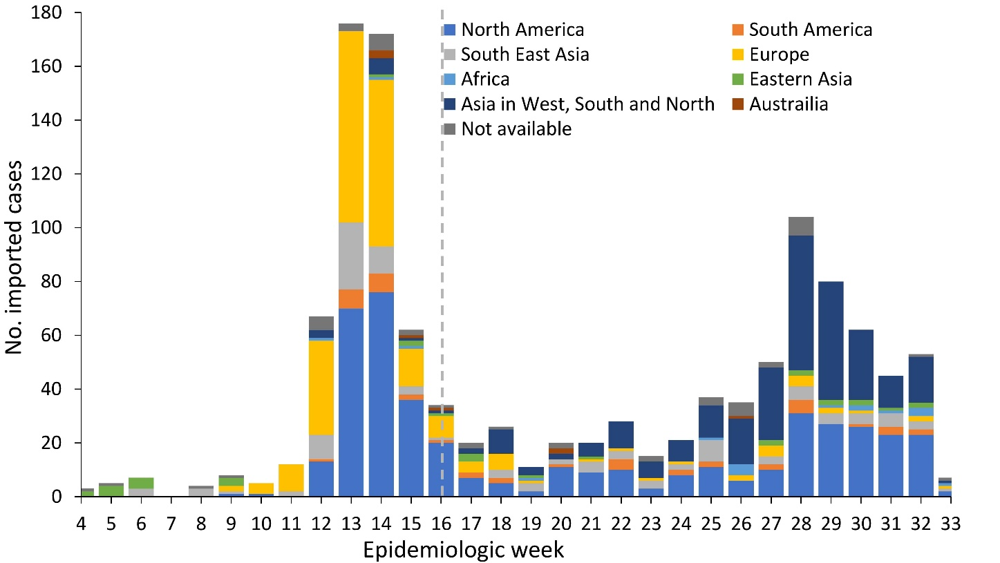 180
160
140
120
100
80
60
40
20
0
No. imported cases
North America
South America
South East Asia
Europe
Africa
Eastern Asia
Asia in West, South and North
Austrailia
Not available
4 5 6 7 8 9 10 11 12 13 14 15 16 17 18 19 20 21 22 23 24 25 26 27 28 29 30 31 32 33
Epidemiologic week